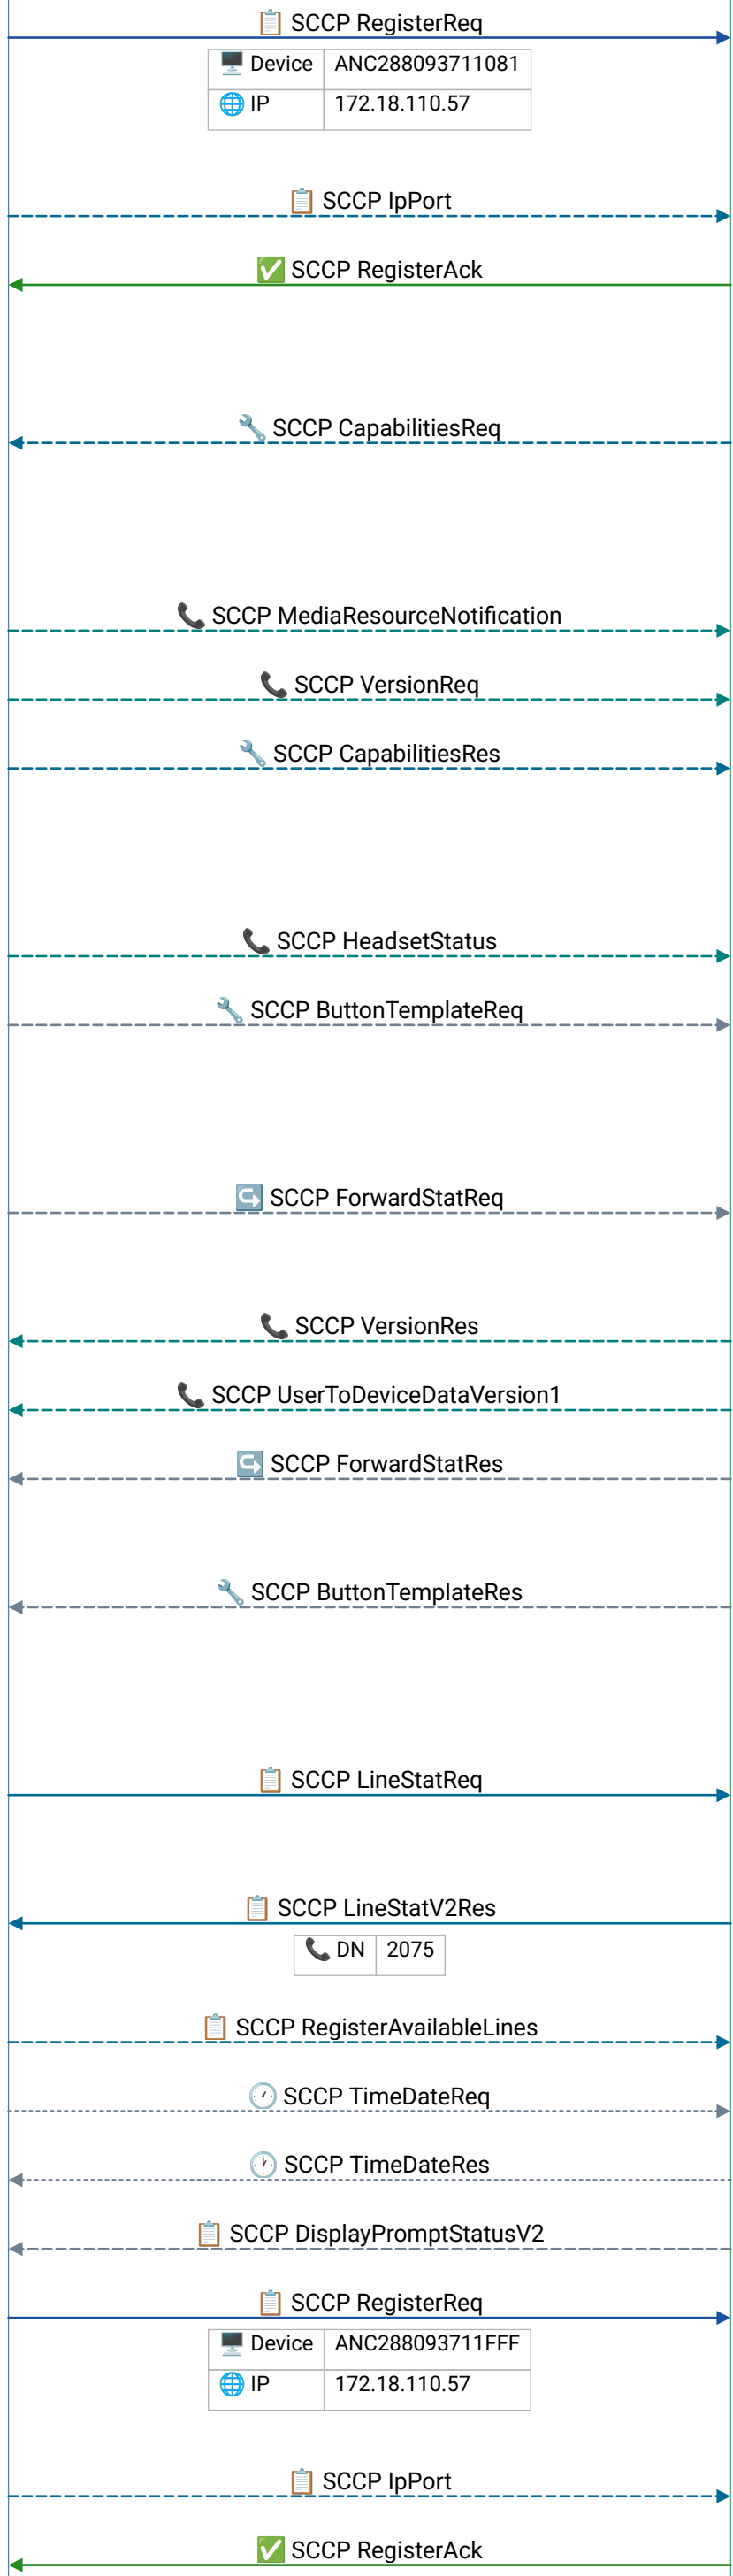 SCCP RegisterReq
Device ANC288093711081
IP 172.18.110.57
SCCP IpPort
SCCP RegisterAck
SCCP CapabilitiesReq
SCCP MediaResourceNotification
SCCP VersionReq
SCCP CapabilitiesRes
SCCP HeadsetStatus
SCCP ButtonTemplateReq
SCCP ForwardStatReq
SCCP VersionRes
SCCP UserToDeviceDataVersion1
SCCP ForwardStatRes
SCCP ButtonTemplateRes
SCCP LineStatReq
SCCP LineStatV2Res
DN 2075
SCCP RegisterAvailableLines
SCCP TimeDateReq
SCCP TimeDateRes
SCCP DisplayPromptStatusV2
SCCP RegisterReq
Device ANC288093711FFF
IP 172.18.110.57
SCCP IpPort
SCCP RegisterAck